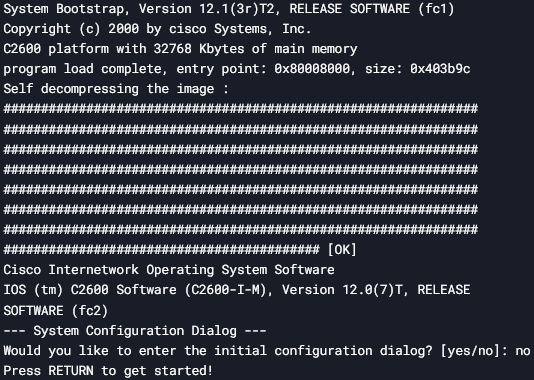 System Bootstrap, Version 12.1(3r)T2, RELEASE SOFTWARE (fc1)
Copyright (c) 2000 by cisco Systems, Inc.
C2600 platform with 32768 Kbytes of main memory
program load complete, entry point: 0x80008000, size: 0x403b9c
Self decompressing the image :
###############################################################
###############################################################
###############################################################
###############################################################
###############################################################
###############################################################
###############################################################
########################################## [OK]
Cisco Internetwork Operating System Software
IOS (tm) C2600 Software (C2600-I-M), Version 12.0(7)T, RELEASE
SOFTWARE (fc2)
--- System Configuration Dialog ---
Would you like to enter the initial configuration dialog? [yes/no]: no
Press RETURN to get started!